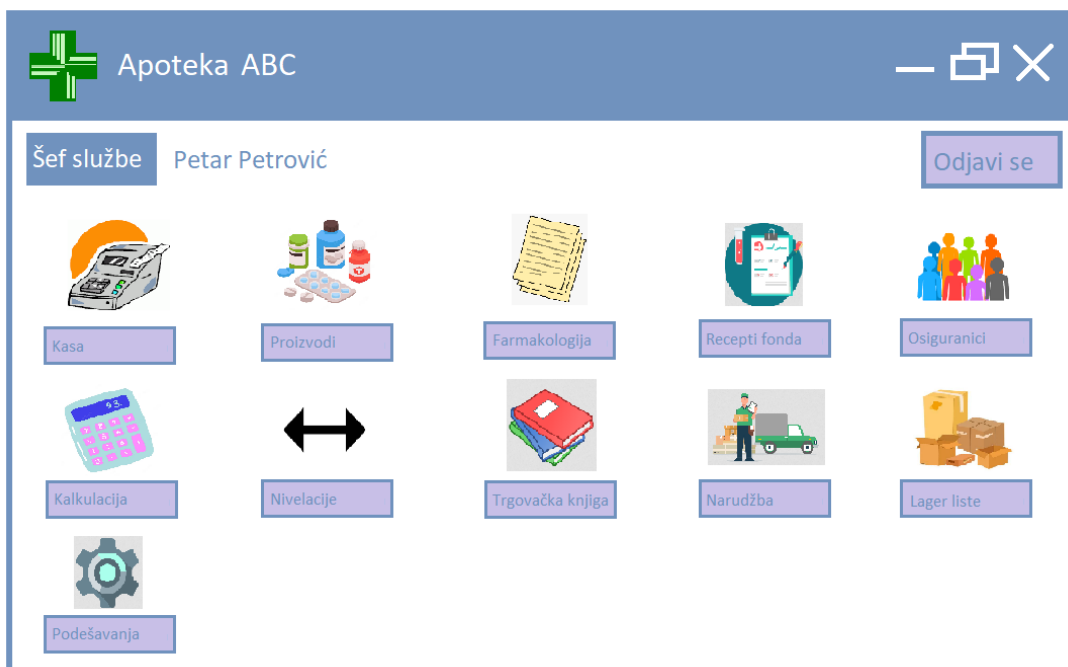 Apoteka ABC
Šef službe
Petar Petrović
Odjavi se
Kasa
Proizvodi
Farmakologija
Recepti fonda
Osiguranici
93.
Kalkulacija
Nivelacije
Trgovačka knjiga
Narudžba
Lager liste
Podešavanja